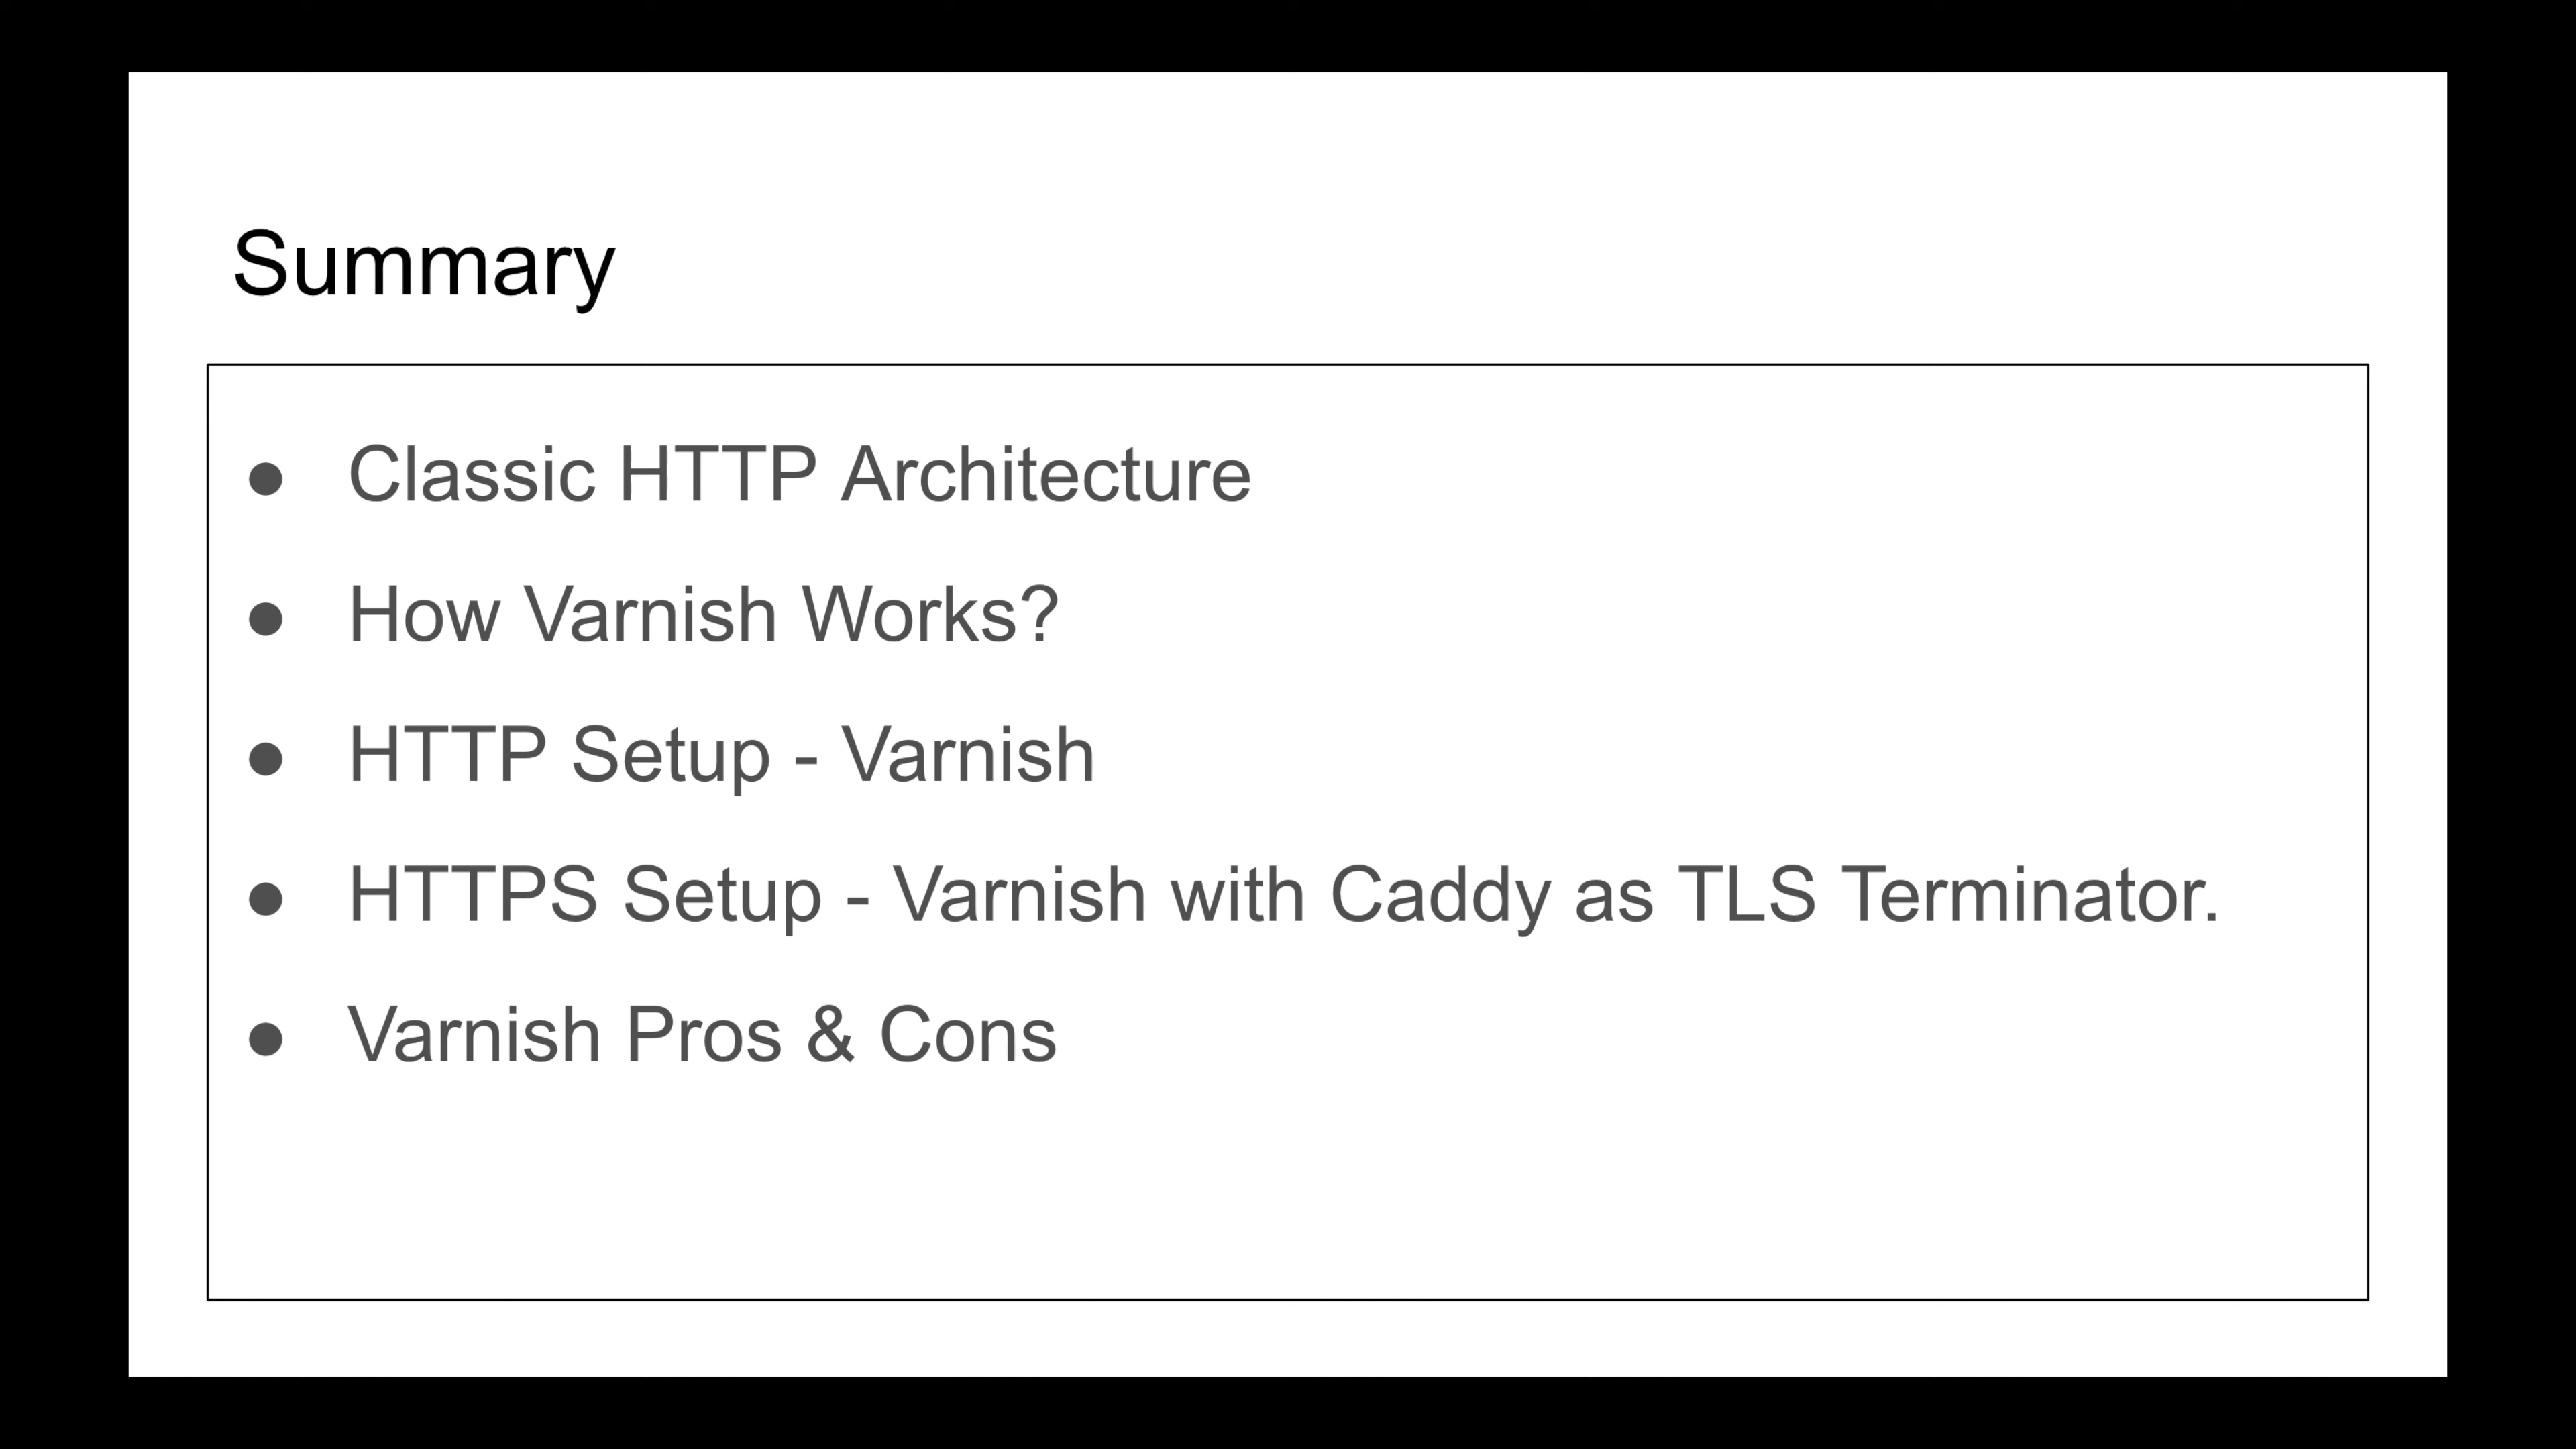 Summary
● Classic HTTP Architecture
● How Varnish Works?
● HTTP Setup - Varnish
● HTTPS Setup - Varnish with Caddy as TLS Terminator.
● Varnish Pros & Cons